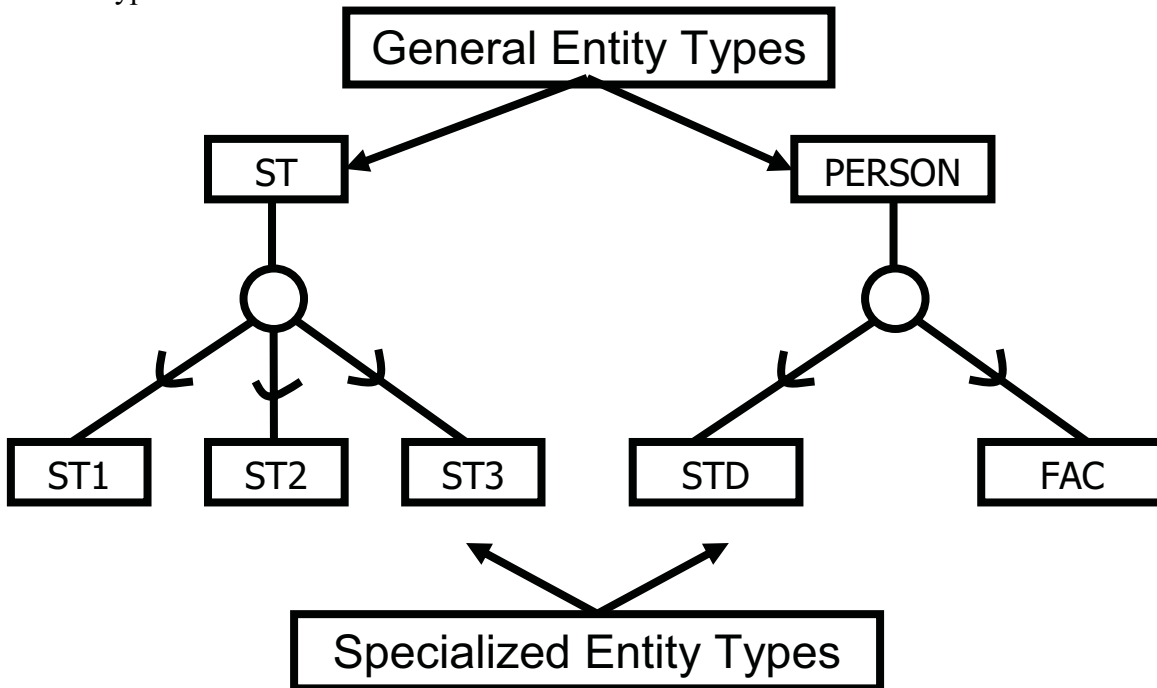 General Entity Types
ST
PERSON
ST1
ST2
ST3
STD
FAC
Specialized Entity Types